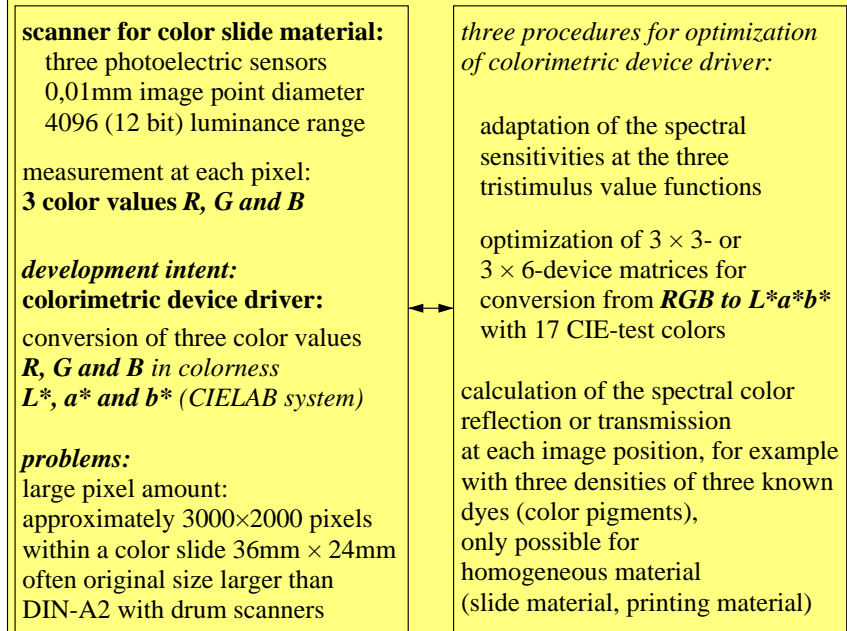 scanner for color slide material:
three photoelectric sensors
0,01mm image point diameter
4096 (12 bit) luminance range
measurement at each pixel:
3 color values R, G and B
development intent:
colorimetric device driver:
conversion of three color values
R, G and B in colorness
L*, a* and b* (CIELAB system)
problems:
large pixel amount:
approximately 3000×2000 pixels
within a color slide 36mm × 24mm
often original size larger than
DIN-A2 with drum scanners
three procedures for optimization
of colorimetric device driver:
adaptation of the spectral
sensitivities at the three
tristimulus value functions
optimization of 3 × 3- or
3 × 6-device matrices for
conversion from RGB to L*a*b*
with 17 CIE-test colors
calculation of the spectral color
reflection or transmission
at each image position, for example
with three densities of three known
dyes (color pigments),
only possible for
homogeneous material
(slide material, printing material)